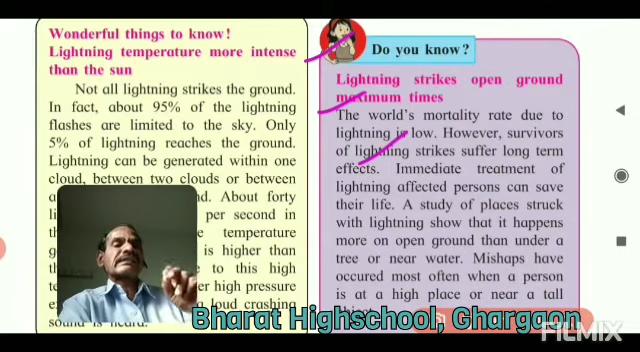 Wonderful things to know!
Lightning temperature more intense
than the sun
Not all lightning strikes the ground.
In fact, about 95% of the lightning
flashes are limited to the sky. Only
5% of lightning reaches the ground.
Lightning can be generated within one
cloud, between two clouds or between
About forty
per second in
temperature
is higher than
to this high
high pressure
loud crashing
sound is heard.
Do you know?
Lightning strikes open ground
maximum times
The world's mortality rate due to
lightning is low. However, survivors
of lightning strikes suffer long term
effects. Immediate treatment of
lightning affected persons can save
their life. A study of places struck
with lightning show that it happens
more on open ground than under a
tree or near water. Mishaps have
occured most often when a person
is at a high place or near a tall
Bharat Highschool, Ghargaon
FILMIX